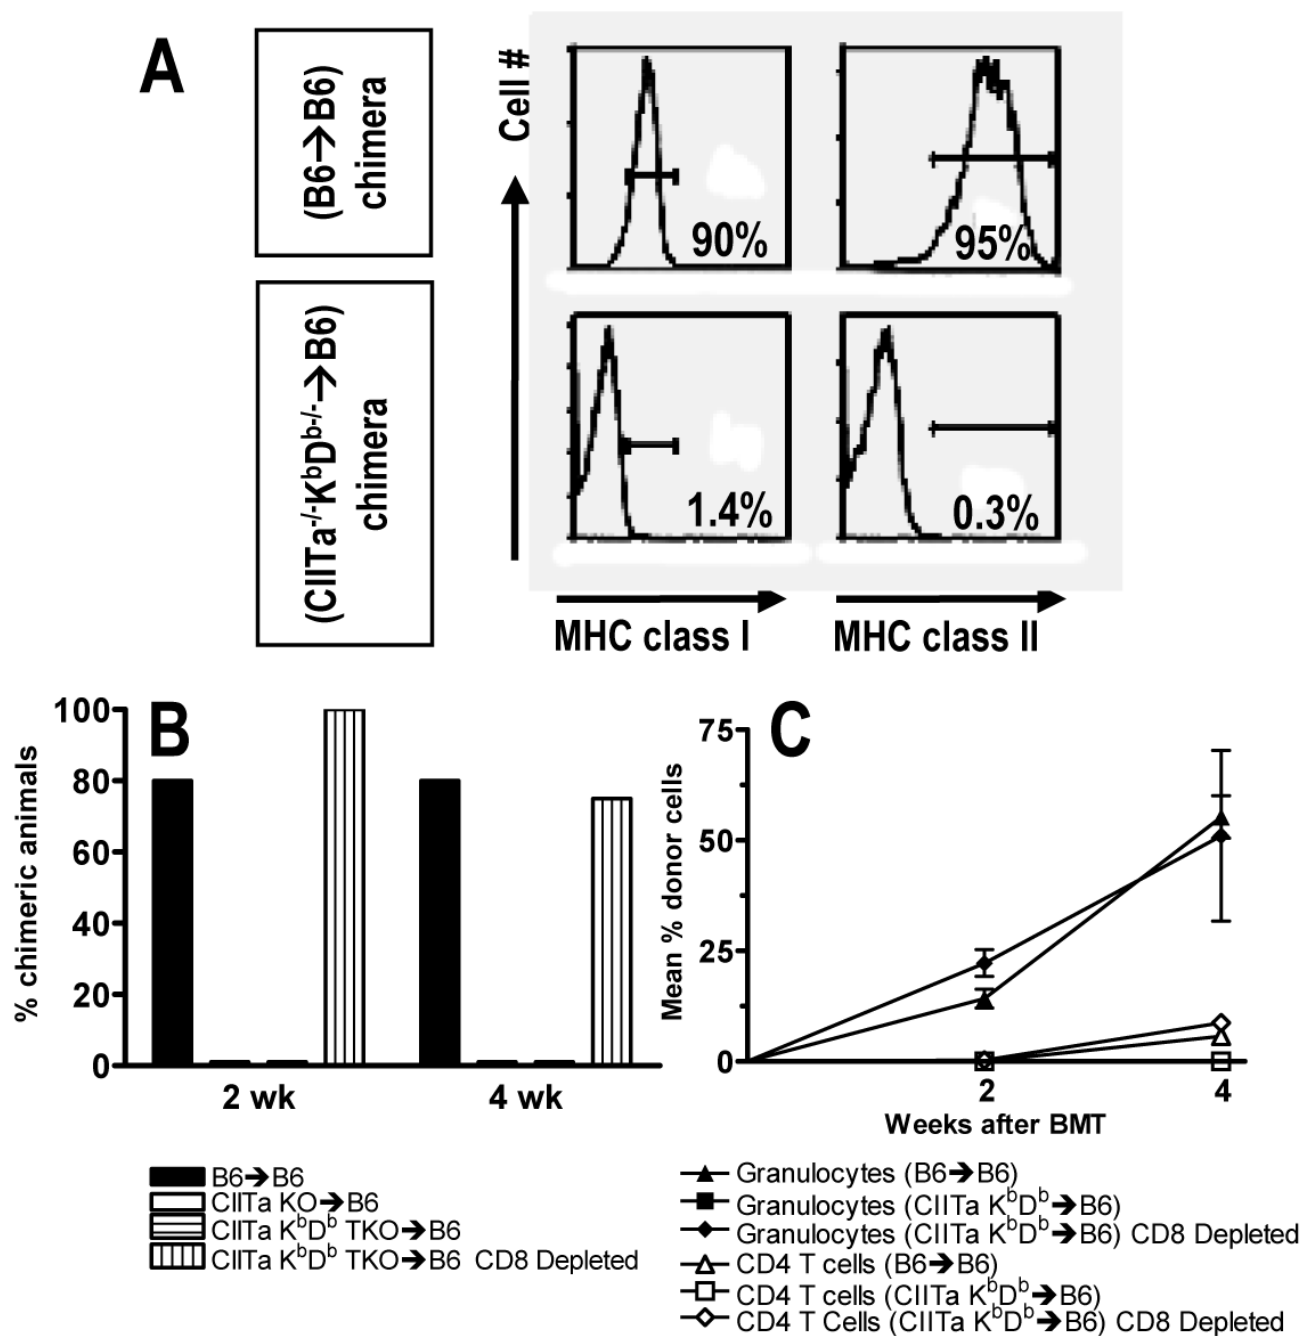 A
(B6→B6)
chimera
(CIITa-/-KbDb-/-→B6)
chimera
Cell #
90%
95%
1.4%
0.3%
MHC class I
MHC class II
B
% chimeric animals
100
80
60
40
20
0
2 wk
4 wk
B6→B6
CIITa KO→B6
CIITa KbDb TKO→B6
CIITa KbDb TKO→B6 CD8 Depleted
C
Mean % donor cells
75
50
25
0
2
4
Weeks after BMT
Granulocytes (B6→B6)
Granulocytes (CIITa KbDb→B6)
Granulocytes (CIITa KbDb→B6) CD8 Depleted
CD4 T cells (B6→B6)
CD4 T cells (CIITa KbDb→B6)
CD4 T Cells (CIITa KbDb→B6) CD8 Depleted